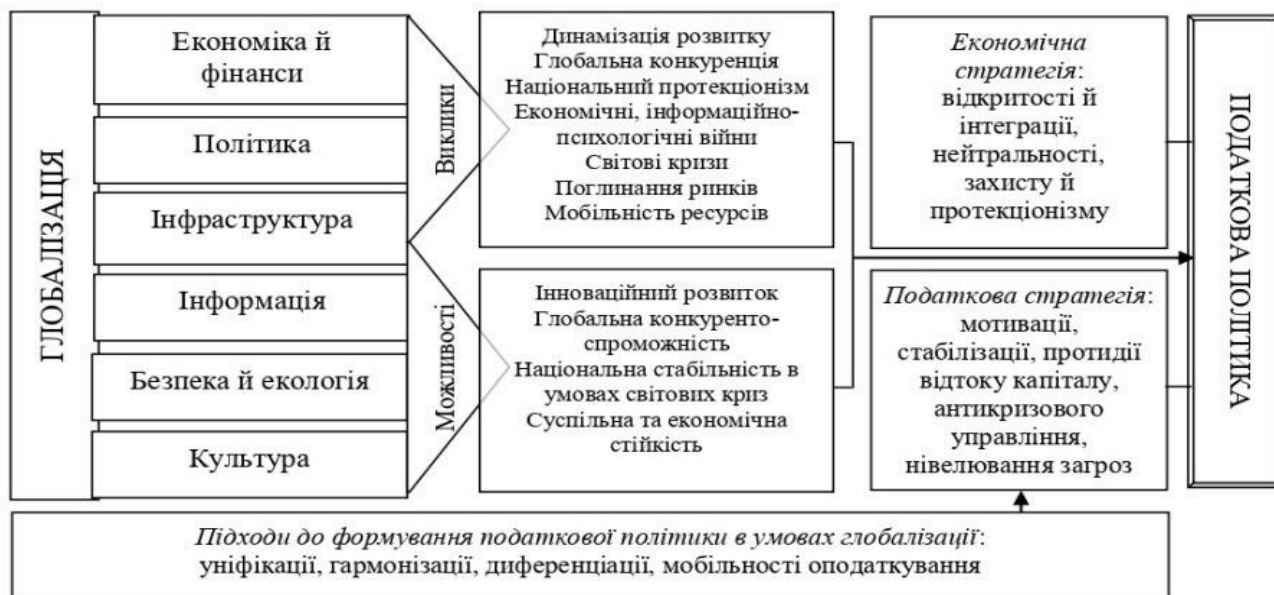 ГЛОБАЛІЗАЦІЯ
Економіка й
фінанси
Політика
Інфраструктура
Інформація
Безпека й екологія
Культура
Виклики
Можливості
Динамізація розвитку
Глобальна конкуренція
Національний протекціонізм
Економічні, інформаційно-
психологічні війни
Світові кризи
Поглинання ринків
Мобільність ресурсів
Інноваційний розвиток
Глобальна конкуренто-
спроможність
Національна стабільність в
умовах світових криз
Суспільна та економічна
стійкість
Економічна
стратегія:
відкритості й
інтеграції,
нейтральності,
захисту й
протекціонізму
Податкова стратегія:
мотивації,
стабілізації, протидії
відтоку капіталу,
антикризового
управління,
нівелювання загроз
ПОДАТКОВА ПОЛІТИКА
Підходи до формування податкової політики в умовах глобалізації:
уніфікації, гармонізації, диференціації, мобільності оподаткування